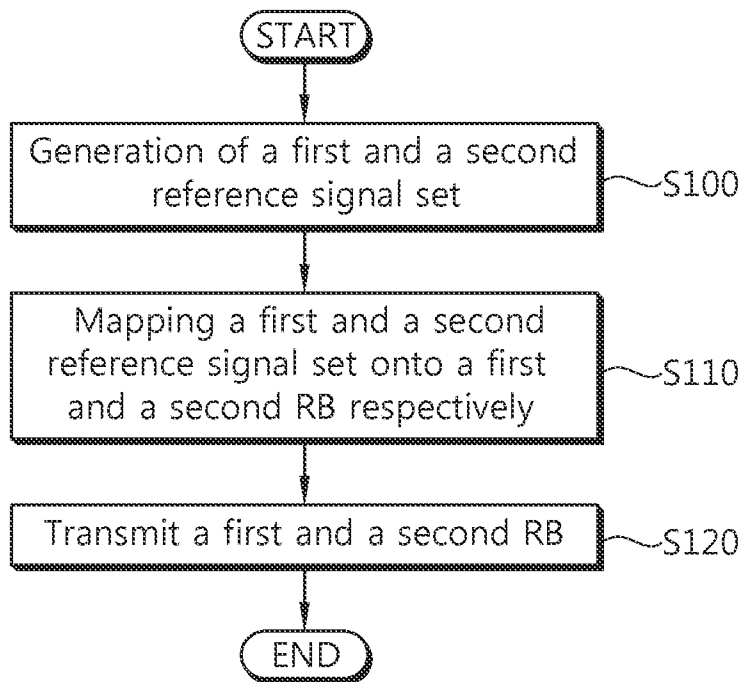 START
Generation of a first and a second
reference signal set
S100
Mapping a first and a second
reference signal set onto a first
and a second RB respectively
S110
Transmit a first and a second RB
S120
END